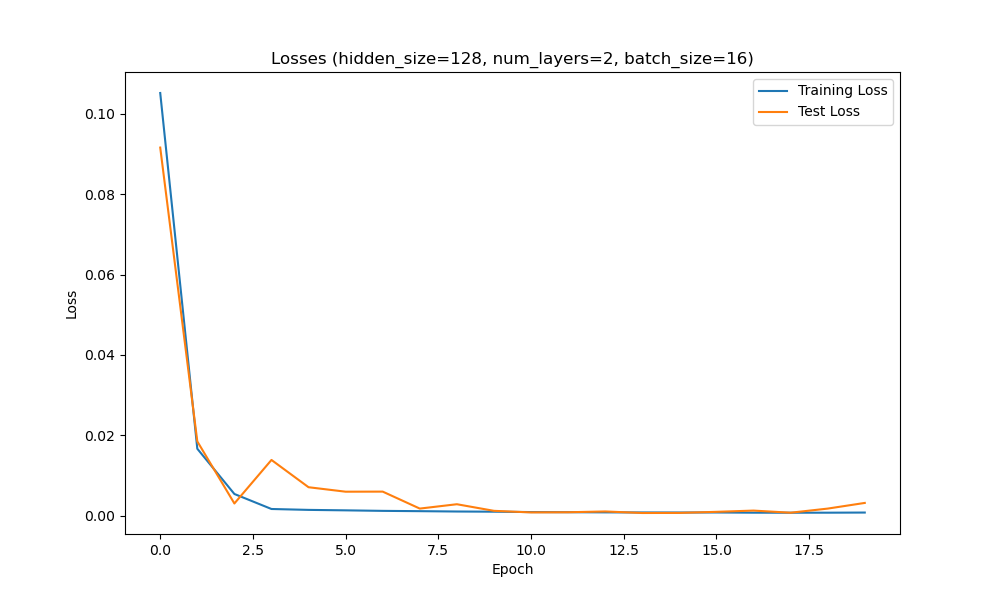 Losses (hidden_size=128, num_layers=2, batch_size=16)
Training Loss
Test Loss
0.10
0.08
0.06
0.04
0.02
0.00
Loss
0.0 2.5 5.0 7.5 10.0 12.5 15.0 17.5
Epoch